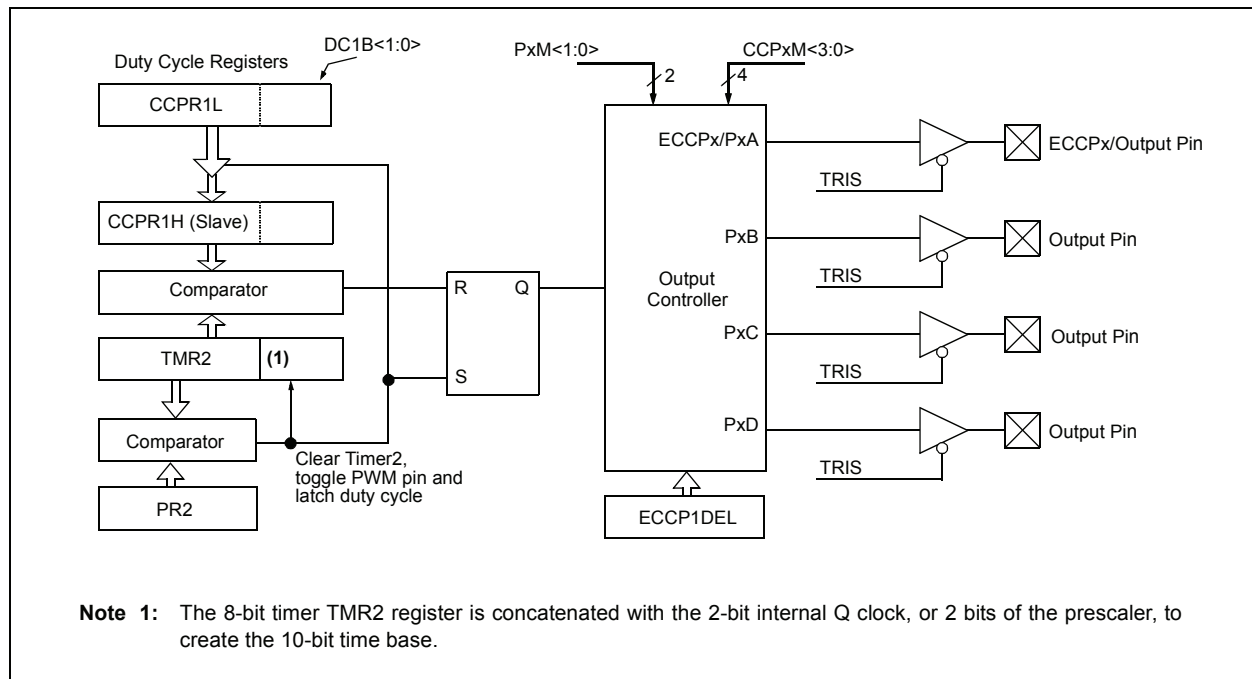 DC1B<1:0>
Duty Cycle Registers
CCPR1L
CCPR1H (Slave)
Comparator
TMR2
(1)
Comparator
PR2
Clear Timer2,
toggle PWM pin and
latch duty cycle
R
Q
S
PxM<1:0>
2
CCPxM<3:0>
4
Output
Controller
ECCPx/PxA
PxB
PxC
PxD
ECCP1DEL
TRIS
ECCPx/Output Pin
TRIS
Output Pin
TRIS
Output Pin
TRIS
Output Pin
Note 1: The 8-bit timer TMR2 register is concatenated with the 2-bit internal Q clock, or 2 bits of the prescaler, to
create the 10-bit time base.